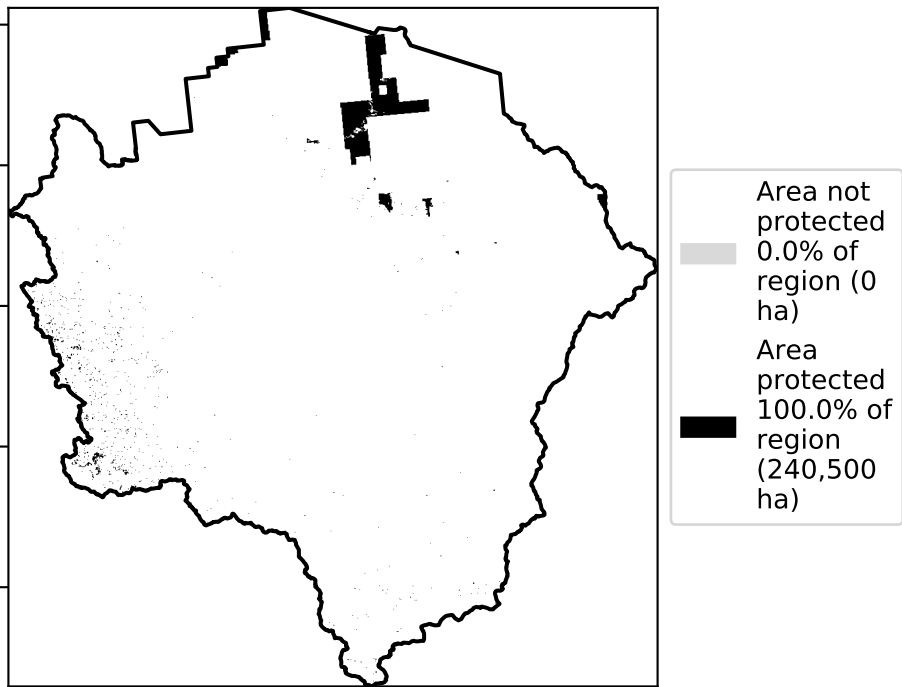 Area not
protected
0.0% of
region (0
ha)
Area
protected
100.0% of
region
(240,500
ha)